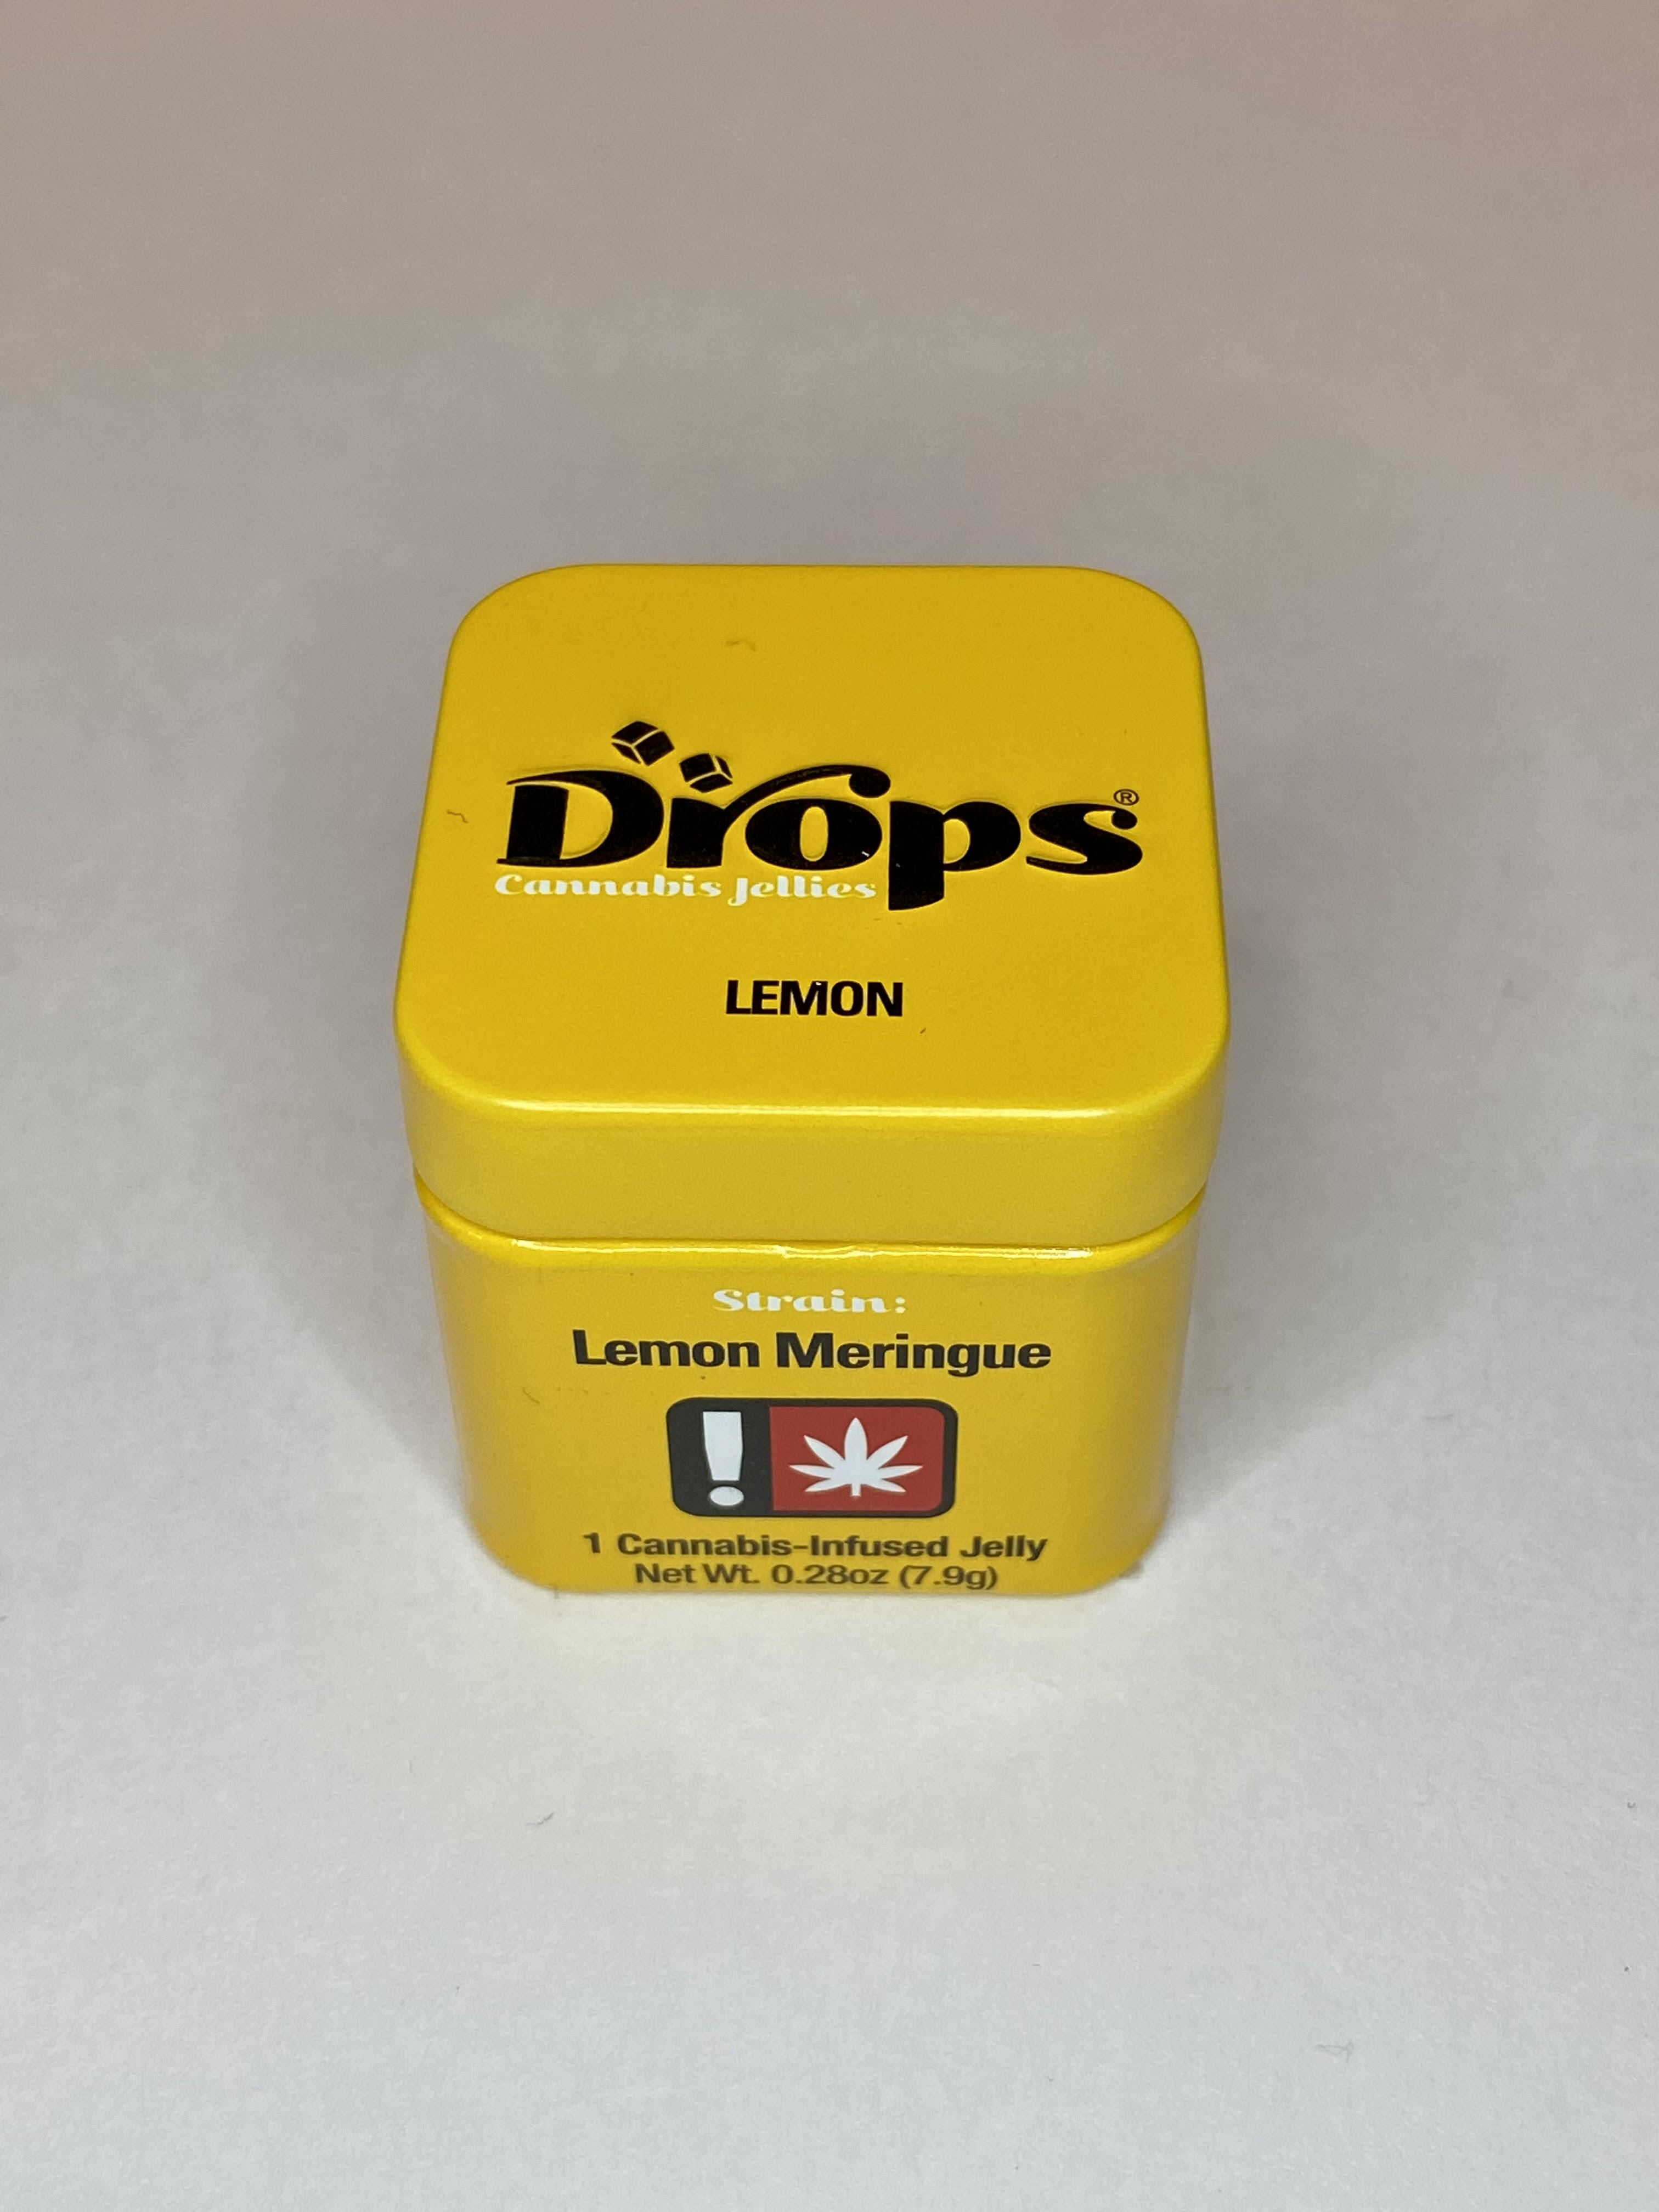 Drops®
Cannabis Jellies
LEMON
Strain:
Lemon Meringue
!
1 Cannabis-Infused Jelly
Net Wt. 0.28oz (7.9g)